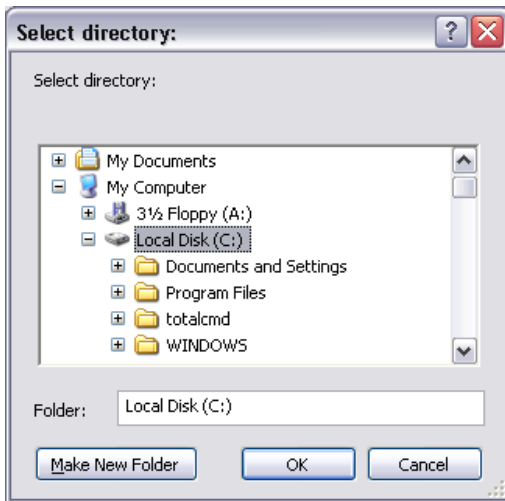 Select directory:
Select directory:
My Documents
My Computer
3½ Floppy (A:)
Local Disk (C:)
Documents and Settings
Program Files
totalcmd
WINDOWS
Folder: Local Disk (C:)
Make New Folder OK Cancel